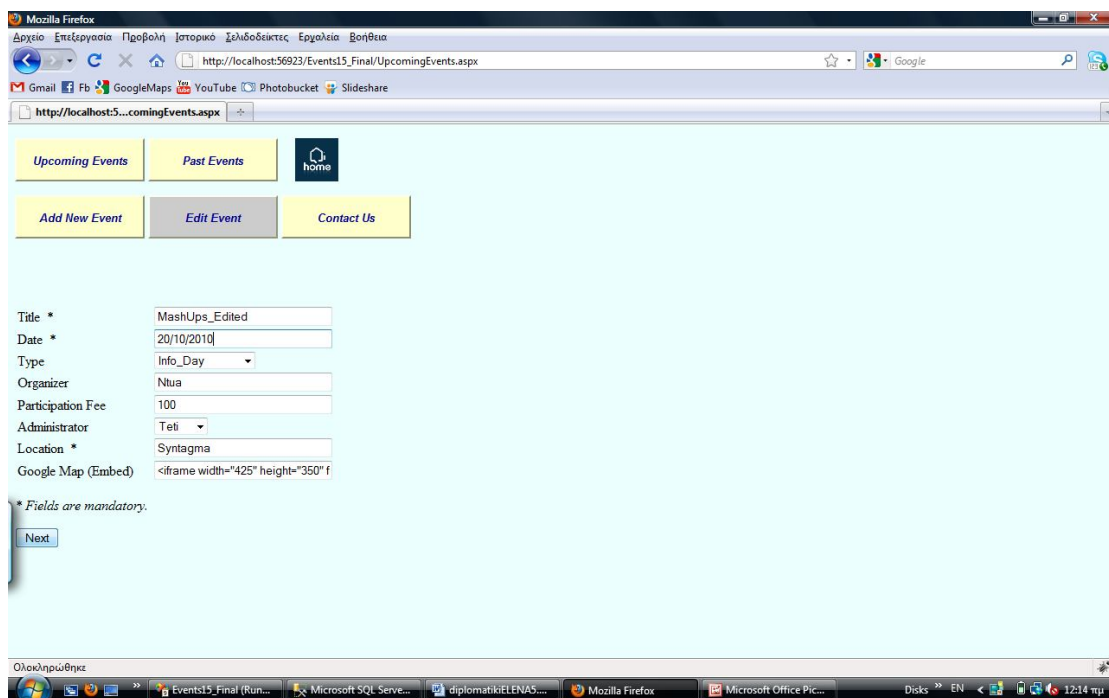 Mozilla Firefox
Αρχείο Επεξεργασία Προβολή Ιστορικό Σελιδοδείκτες Εργαλεία Βοήθεια
http://localhost:56923/Events15_Final/UpcomingEvents.aspx Google
Gmail Fb GoogleMaps YouTube Photobucket Slideshare
http://localhost:5...comingEvents.aspx
Upcoming Events Past Events home
Add New Event Edit Event Contact Us
Title * MashUps_Edited
Date * 20/10/2010
Type Info_Day
Organizer Ntua
Participation Fee 100
Administrator Teti
Location * Syntagma
Google Map (Embed) <iframe width="425" height="350" f
* Fields are mandatory.
Next
Ολοκληρώθηκε
Events15_Final (Run... Microsoft SQL Serve... diplomatikiELENA5.... Mozilla Firefox Microsoft Office Pic... Disks » EN < 12:14 πμ